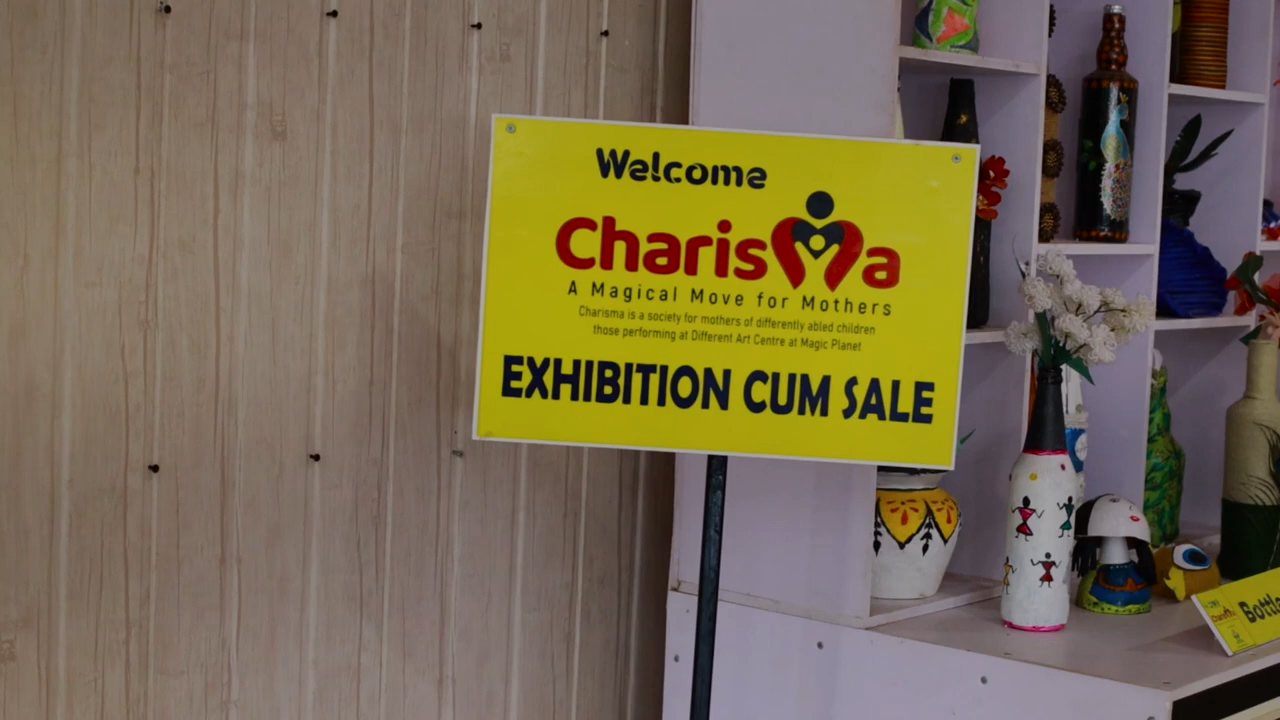 Welcome
Charisma
A Magical Move for Mothers
Charisma is a society for mothers of differently abled children
those performing at Different Art Centre at Magic Planet
EXHIBITION CUM SALE
Bottle